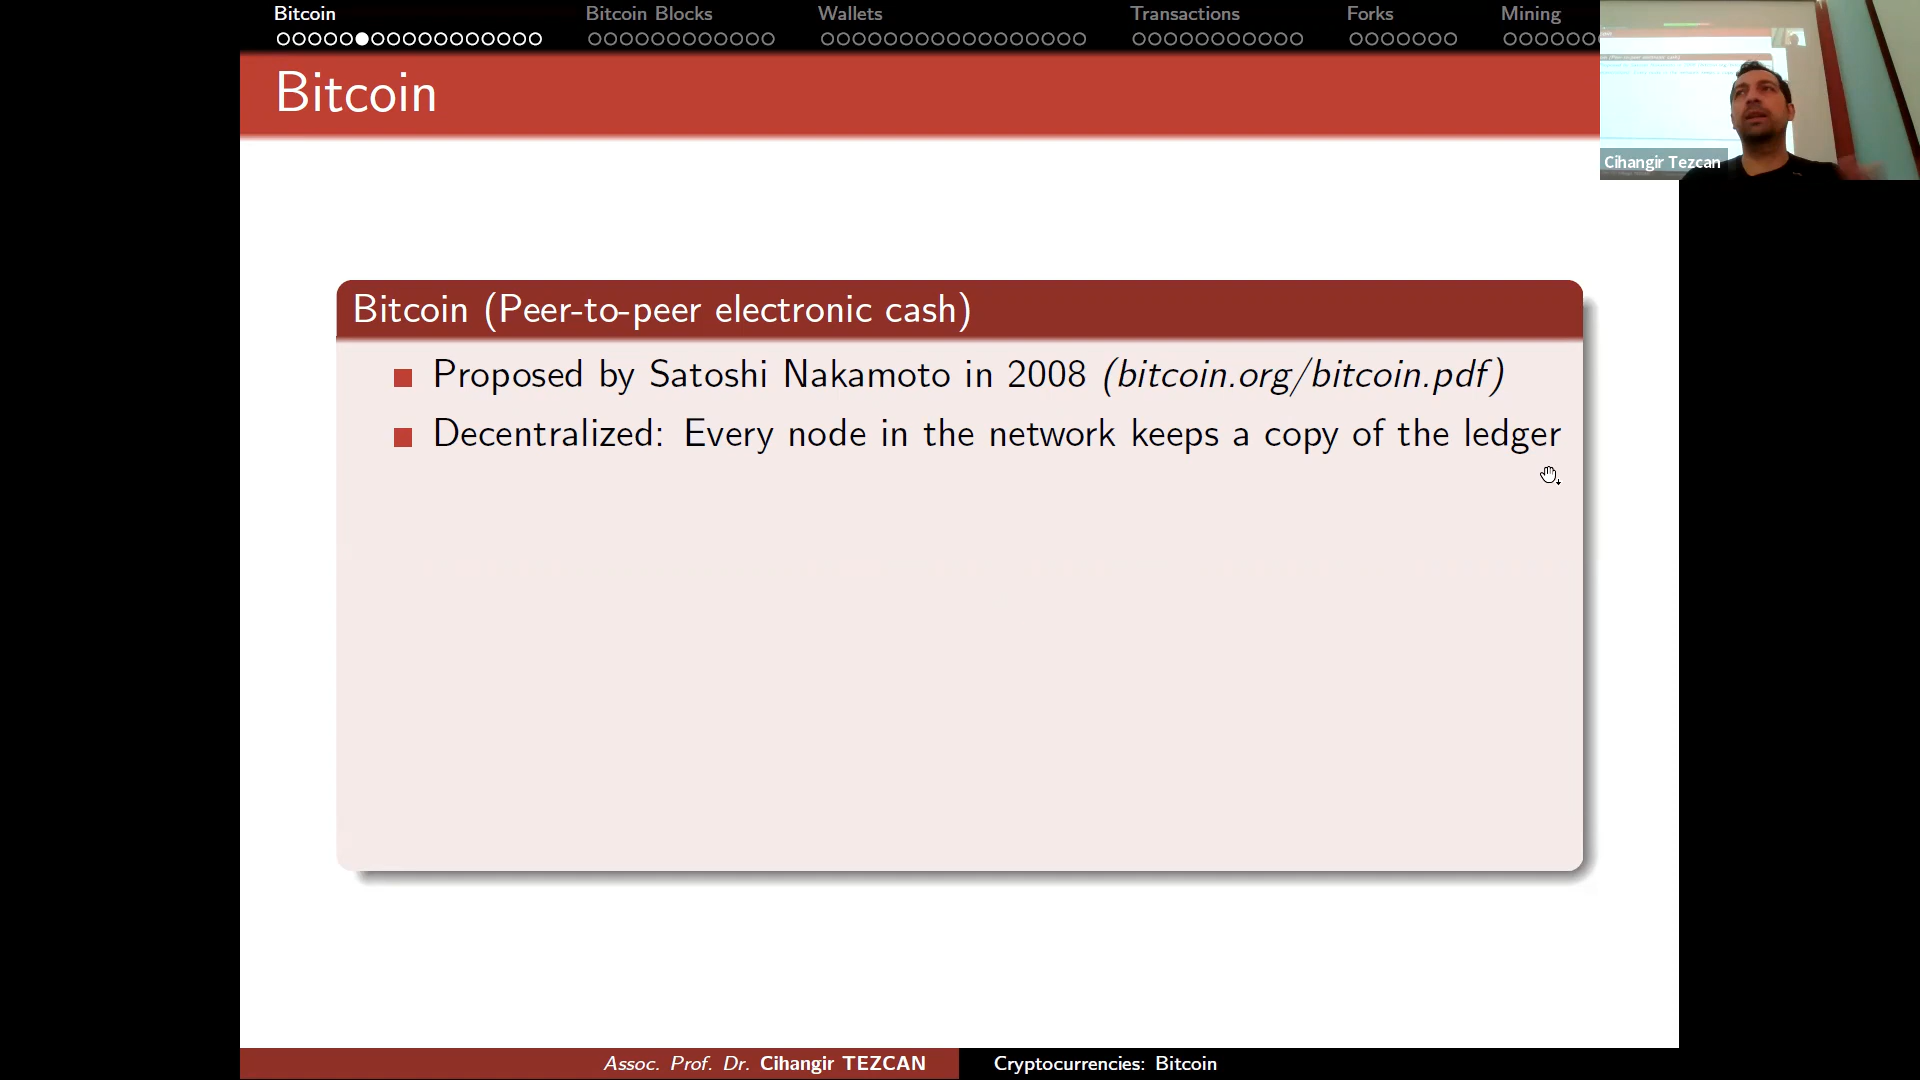 Bitcoin Bitcoin Blocks Wallets Transactions Forks Mining
Bitcoin
Cihangir Tezcan
Bitcoin (Peer-to-peer electronic cash)
Proposed by Satoshi Nakamoto in 2008 (bitcoin.org/bitcoin.pdf)
Decentralized: Every node in the network keeps a copy of the ledger
Assoc. Prof. Dr. Cihangir TEZCAN Cryptocurrencies: Bitcoin